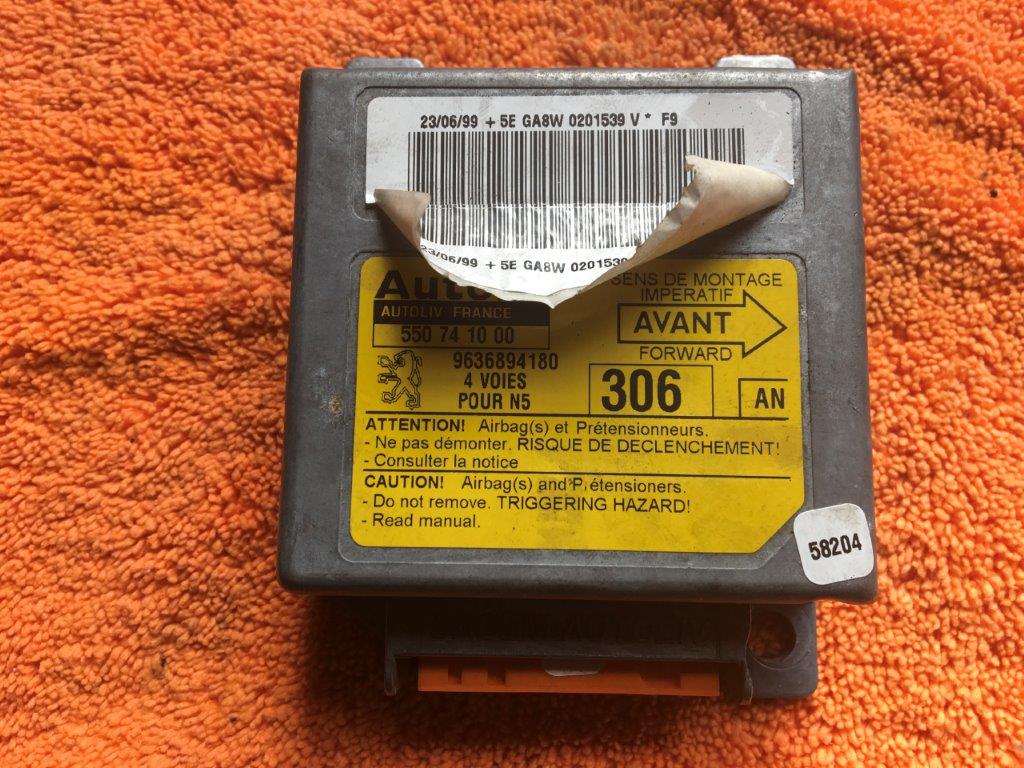 23/06/99 + 5E GA8W 0201539 V * F9
23/06/99 + 5E GA8W 0201539
AUTOLIV FRANCE
550 74 10 00
9636894180
4 VOIES
POUR N5
SENS DE MONTAGE
IMPERATIF
AVANT
FORWARD
306
AN
ATTENTION! Airbag(s) et Prétensionneurs.
- Ne pas démonter. RISQUE DE DECLENCHEMENT!
- Consulter la notice
CAUTION! Airbag(s) and Prétensioners.
- Do not remove. TRIGGERING HAZARD!
- Read manual.
58204